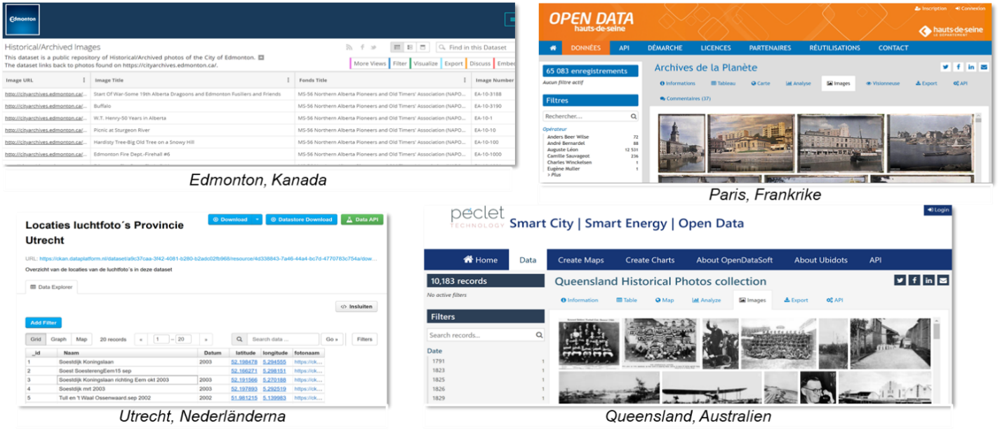 Edmonton
Historical/Archived Images
Find in this Dataset
This dataset is a public repository of Historical/Archived photos of the City of Edmonton.
The dataset links back to photos found on https://cityarchives.edmonton.ca/.
More Views Filter Visualize Export Discuss Embe
Image URL Image Title Fonds Title Image Number
http://cityarchives.edmonton.ca/... Start Of War-Some 19th Alberta Dragoons and Edmonton Fusiliers and Friends MS-56 Northern Alberta Pioneers and Old Timers' Association (NAPO... EA-10-3188
http://cityarchives.edmonton.ca/... Buffalo MS-56 Northern Alberta Pioneers and Old Timers' Association (NAPO... EA-10-3190
http://cityarchives.edmonton.ca/... W.T. Henry-50 Years in Alberta MS-56 Northern Alberta Pioneers and Old Timers' Association (NAPO... EA-10-1
http://cityarchives.edmonton.ca/... Picnic at Sturgeon River MS-56 Northern Alberta Pioneers and Old Timers' Association (NAPO... EA-10-10
http://cityarchives.edmonton.ca/... Hardisty Tree-Big Old Tree on a Snowy Hill MS-56 Northern Alberta Pioneers and Old Timers' Association (NAPO... EA-10-100
http://cityarchives.edmonton.ca/... Edmonton Fire Dept.-Firehall #6 MS-56 Northern Alberta Pioneers and Old Timers' Association (NAPO... EA-10-1000
Edmonton, Kanada
Inscription Connexion
OPEN DATA
hauts-de-seine
hauts-de-seine
LE DÉPARTEMENT
DONNÉES API DÉMARCHE LICENCES PARTENAIRES RÉUTILISATIONS CONTACT
65 083 enregistrements
Aucun filtre actif
Filtres
Rechercher...
Opérateur
Anders Beer Wilse 72
André Bernardel 88
Auguste Léon 12 531
Camille Sauvageot 236
Charles Winckelsen 1
Eugène Muller 1
> Plus
Archives de la Planète
Informations Tableau Carte Analyse Images Visionneuse Export API
Commentaires (37)
Paris, Frankrike
Locaties luchtfoto´s Provincie
Utrecht
Download Datastore Download Data API
URL: https://ckan.dataplatform.nl/dataset/a9c37caa-3f42-4081-b280-b2adc02fb968/resource/4d338843-7a46-44a4-bc7d-4770783c754a/dow...
Overzicht van de locaties van de luchtfoto´s in deze dataset
Data Explorer
</> Insluiten
Add Filter
Grid Graph Map 20 records « 1 – 20 » Search data ... Go » Filters
_id Naam Datum latitude longitude fotonaam
1 Soestdijk Koningslaan 2003 52.198478 5.294555 https://ck...
2 Soest SoesterengEem15 sep 52.166271 5.298151 https://ck...
3 Soestdijk Koningslaan richting Eem okt 2003 2003 52.191566 5.270188 https://ck...
4 Soestdijk mrt 2003 2003 52.197893 5.292519 https://ck...
5 Tull en 't Waal Ossenwaard.sep 2002 2002 51.981215 5.139983 https://ck...
Utrecht, Nederländerna
peclet
TECHNOLOGY
Smart City | Smart Energy | Open Data
Login
Home Data Create Maps Create Charts About OpenDataSoft About Ubidots API
10,183 records
No active filters
Filters
Search records...
Date
1791 1
1823 1
1825 1
1826 1
1829 1
Queensland Historical Photos collection
Information Table Map Analyze Images Export API
Queensland, Australien